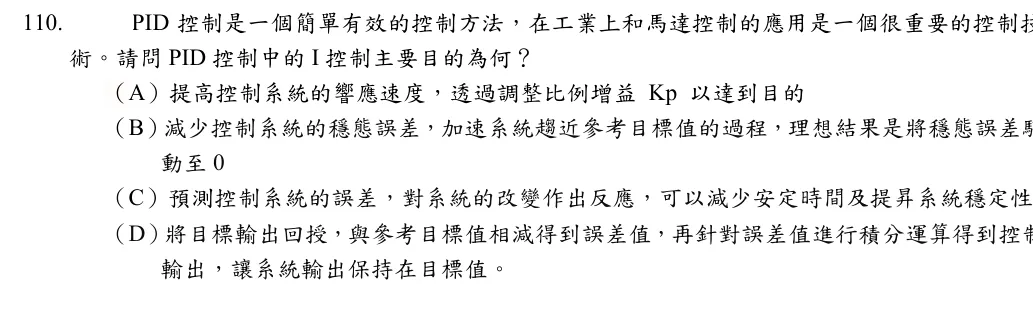 110. PID 控制是一個簡單有效的控制方法，在工業上和馬達控制的應用是一個很重要的控制技
術。請問 PID 控制中的 I 控制主要目的為何？
（A）提高控制系統的響應速度，透過調整比例增益 Kp 以達到目的
（B）減少控制系統的穩態誤差，加速系統趨近參考目標值的過程，理想結果是將穩態誤差驅
動至 0
（C）預測控制系統的誤差，對系統的改變作出反應，可以減少安定時間及提昇系統穩定性
（D）將目標輸出回授，與參考目標值相減得到誤差值，再針對誤差值進行積分運算得到控制
輸出，讓系統輸出保持在目標值。